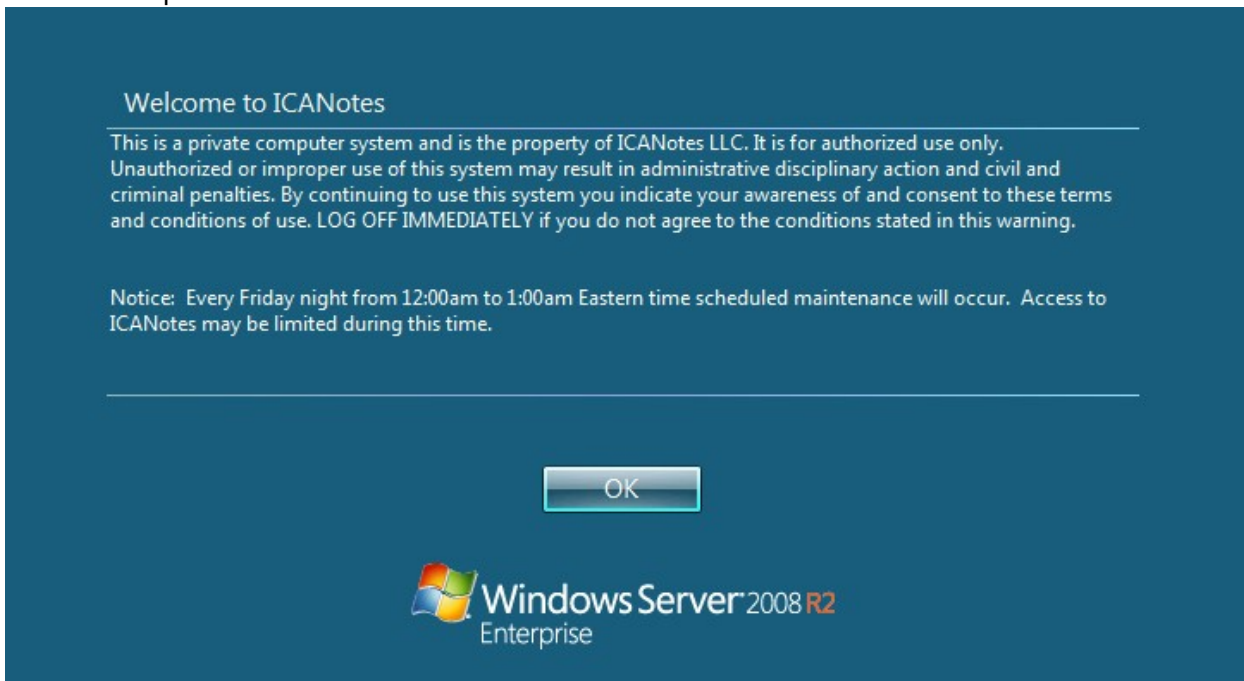 Welcome to ICANotes
This is a private computer system and is the property of ICANotes LLC. It is for authorized use only.
Unauthorized or improper use of this system may result in administrative disciplinary action and civil and
criminal penalties. By continuing to use this system you indicate your awareness of and consent to these terms
and conditions of use. LOG OFF IMMEDIATELY if you do not agree to the conditions stated in this warning.
Notice:  Every Friday night from 12:00am to 1:00am Eastern time scheduled maintenance will occur.  Access to
ICANotes may be limited during this time.
OK
Windows Server 2008 R2
Enterprise